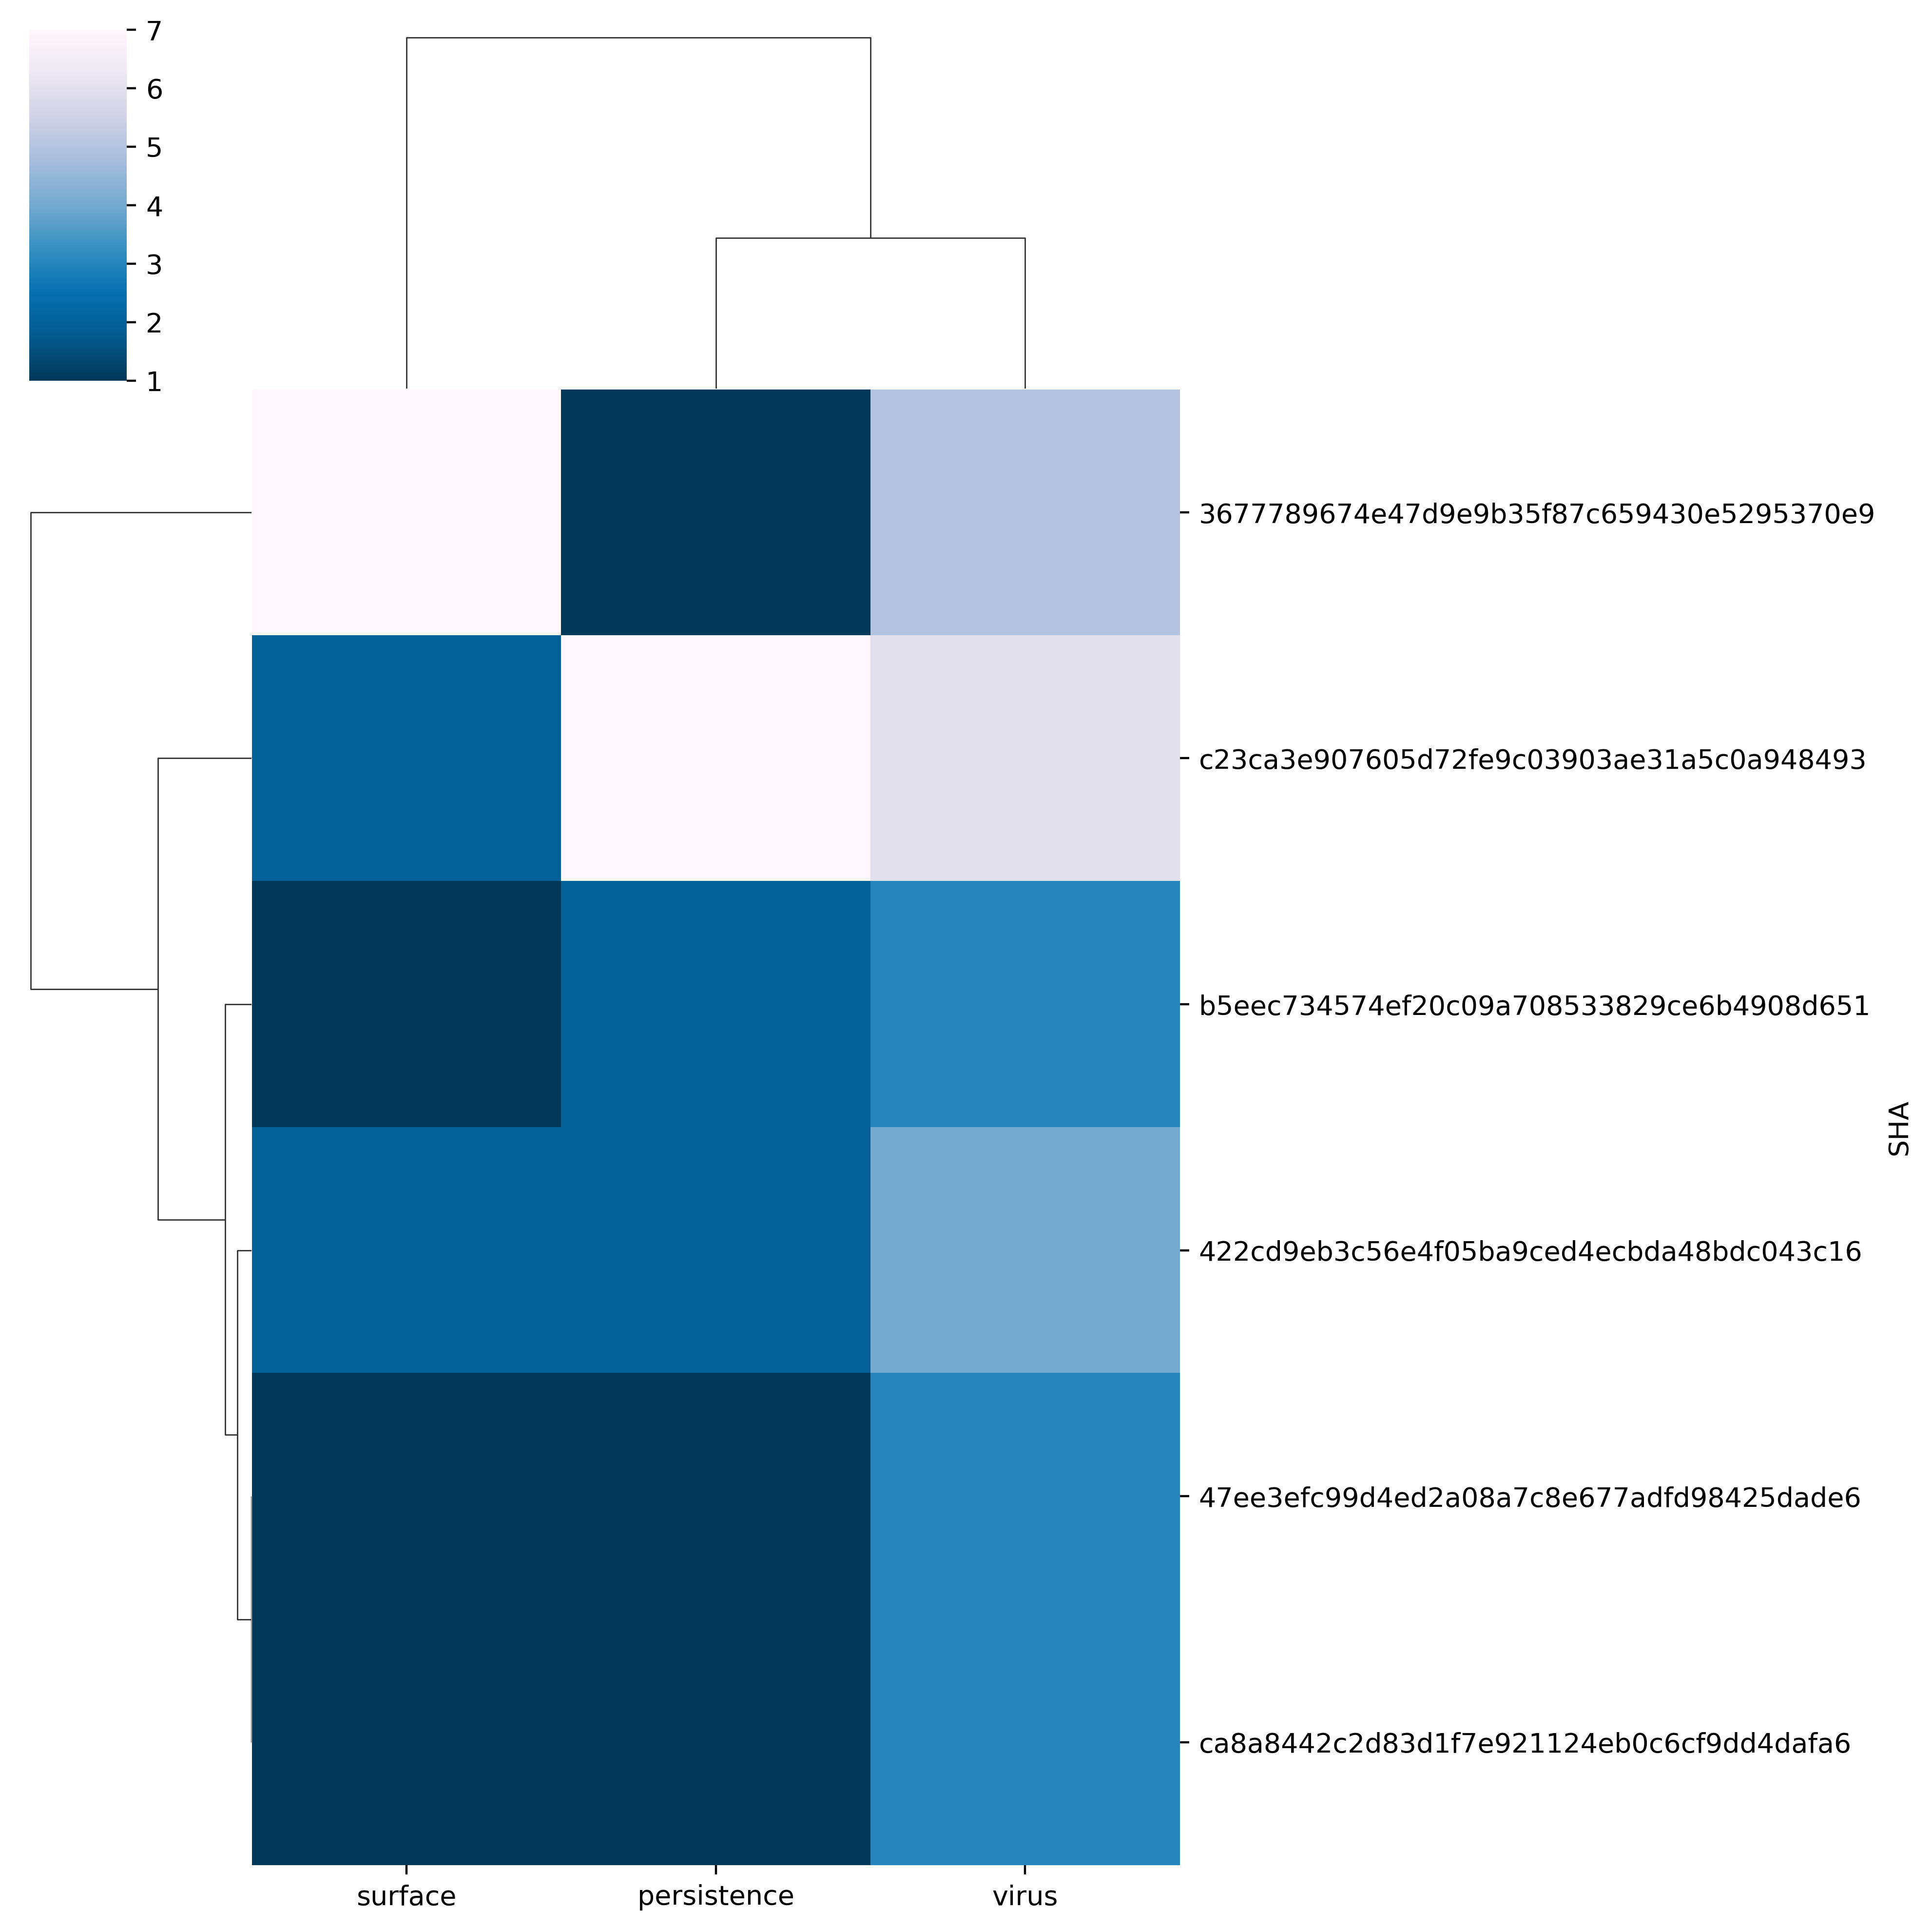 7
6
5
4
3
2
1
3677789674e47d9e9b35f87c659430e5295370e9
c23ca3e907605d72fe9c03903ae31a5c0a948493
b5eec734574ef20c09a708533829ce6b4908d651
SHA
422cd9eb3c56e4f05ba9ced4ecbda48bdc043c16
47ee3efc99d4ed2a08a7c8e677adfd98425dade6
ca8a8442c2d83d1f7e921124eb0c6cf9dd4dafa6
surface persistence virus